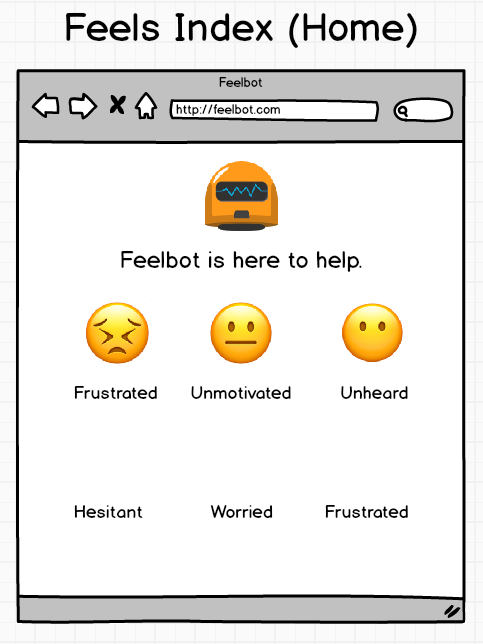 Feels Index (Home)
Feelbot
http://feelbot.com
Feelbot is here to help.
Frustrated Unmotivated Unheard
Hesitant Worried Frustrated